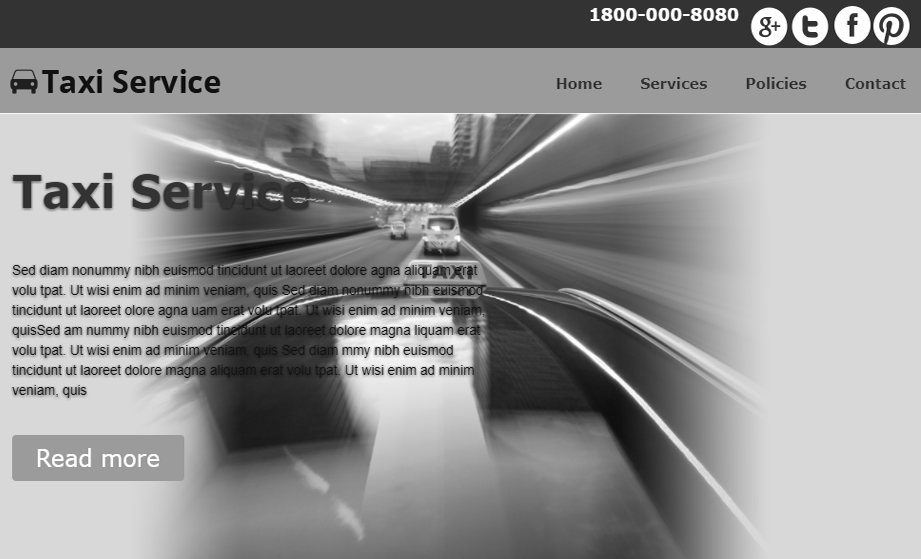 1800-000-8080
Taxi Service
Home Services Policies Contact
Taxi Service
Sed diam nonummy nibh euismod tincidunt ut laoreet dolore agna aliquam erat
volu tpat. Ut wisi enim ad minim veniam, quis Sed diam nonummy nibh euismod
tincidunt ut laoreet olore agna uam erat volu tpat. Ut wisi enim ad minim veniam,
quisSed am nummy nibh euismod tincidunt ut laoreet dolore magna liquam erat
volu tpat. Ut wisi enim ad minim veniam, quis Sed diam mmy nibh euismod
tincidunt ut laoreet dolore magna aliquam erat volu tpat. Ut wisi enim ad minim
veniam, quis
TAXI
Read more